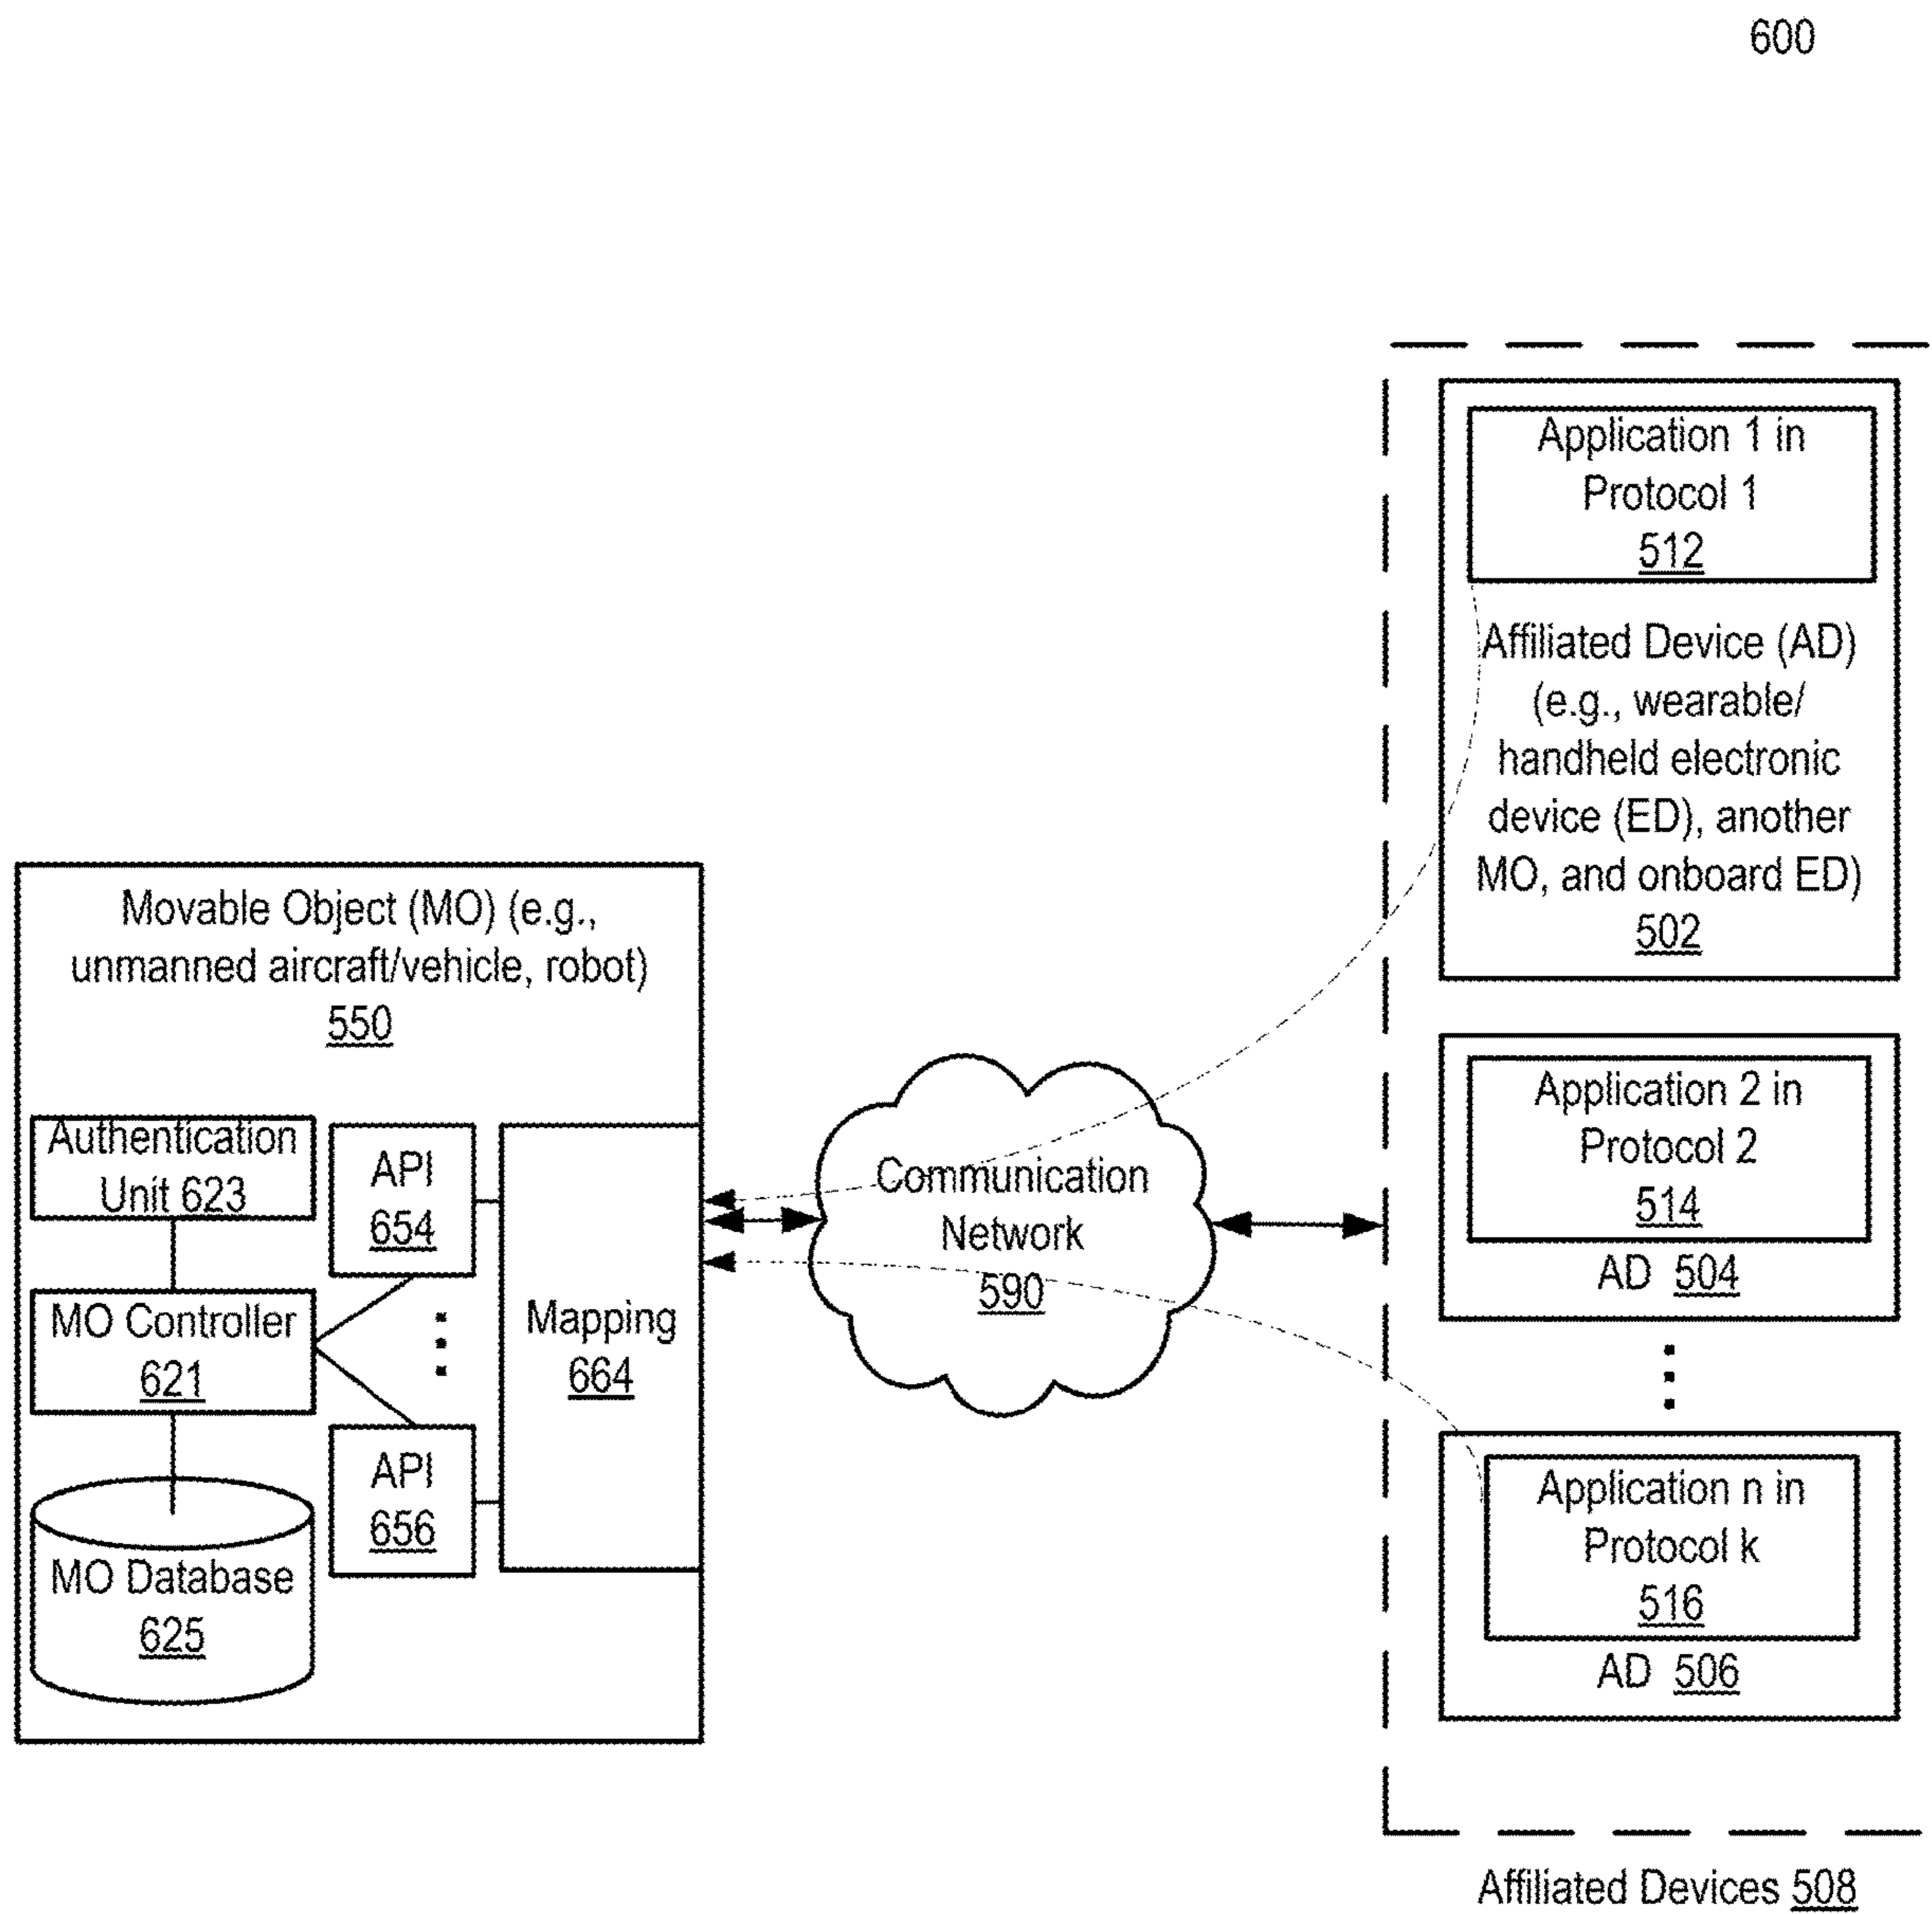 600
Application 1 in
Protocol 1
512
Affiliated Device (AD)
(e.g., wearable/
handheld electronic
device (ED), another
MO, and onboard ED)
502
Movable Object (MO) (e.g.,
unmanned aircraft/vehicle, robot)
550
Authentication
Unit 623
API
654
MO Controller
621
Mapping
664
API
656
MO Database
625
Communication
Network
590
Application 2 in
Protocol 2
514
AD 504
Application n in
Protocol k
516
AD 506
Affiliated Devices 508